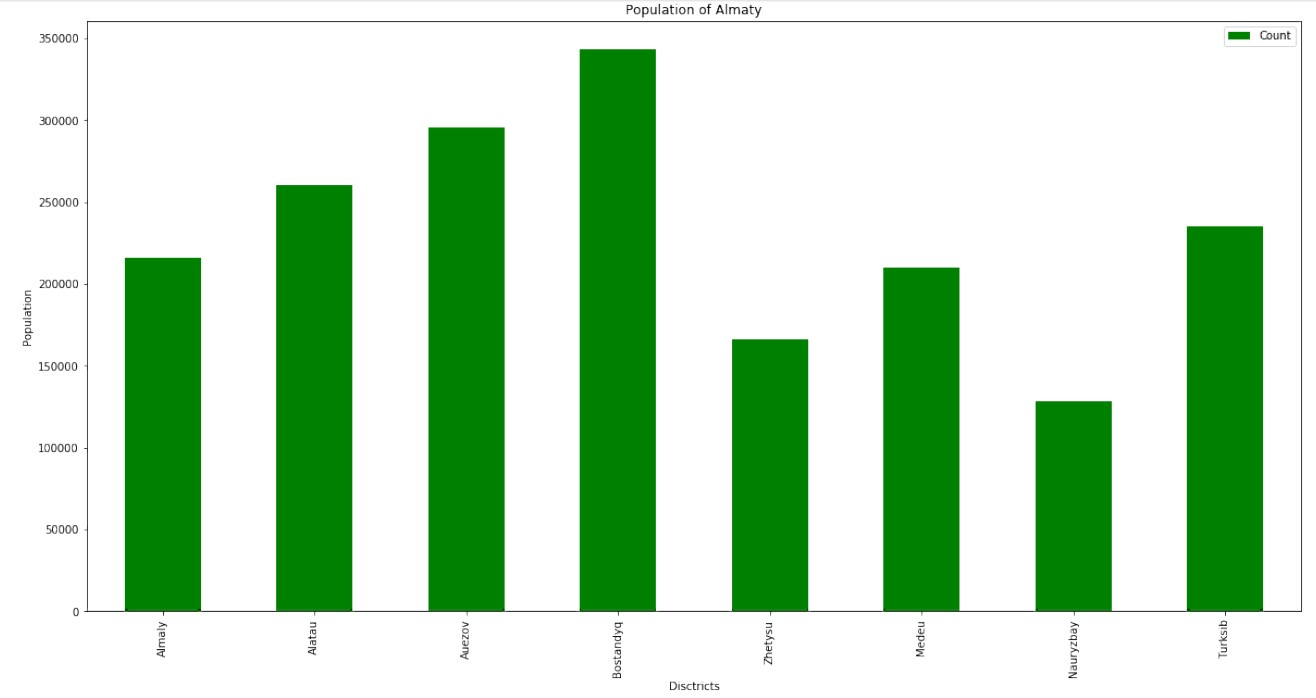 Population of Almaty
Count
350000
300000
250000
200000
150000
100000
50000
0
Population
Almaly
Alatau
Auezov
Bostandyq
Zhetysu
Medeu
Nauryzbay
Turksib
Disctricts